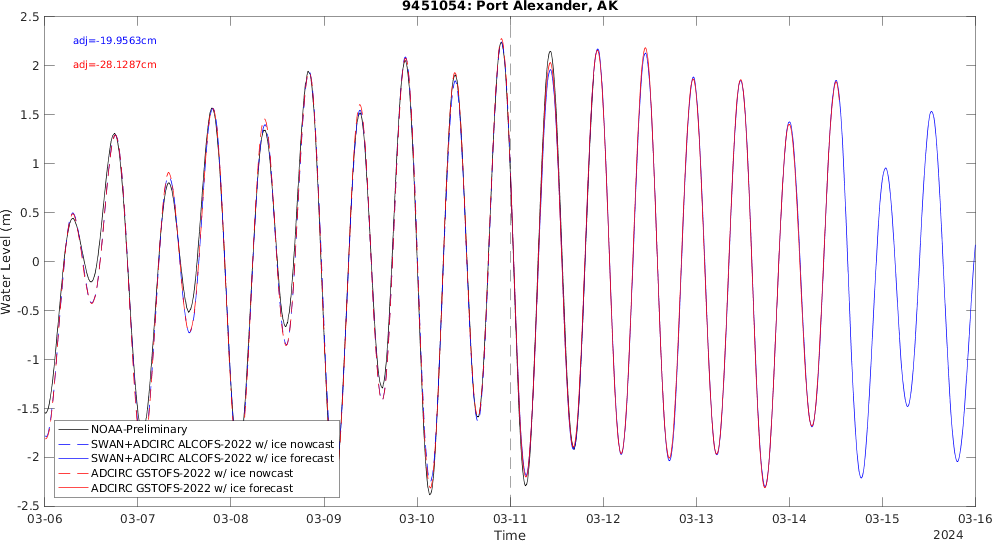 9451054: Port Alexander, AK
adj=-19.9563cm
adj=-28.1287cm
Water Level (m)
2.5
2
1.5
1
0.5
0
-0.5
-1
-1.5
-2
-2.5
NOAA-Preliminary
SWAN+ADCIRC ALCOFS-2022 w/ ice nowcast
SWAN+ADCIRC ALCOFS-2022 w/ ice forecast
ADCIRC GSTOFS-2022 w/ ice nowcast
ADCIRC GSTOFS-2022 w/ ice forecast
03-06 03-07 03-08 03-09 03-10 03-11 03-12 03-13 03-14 03-15 03-16
Time
2024